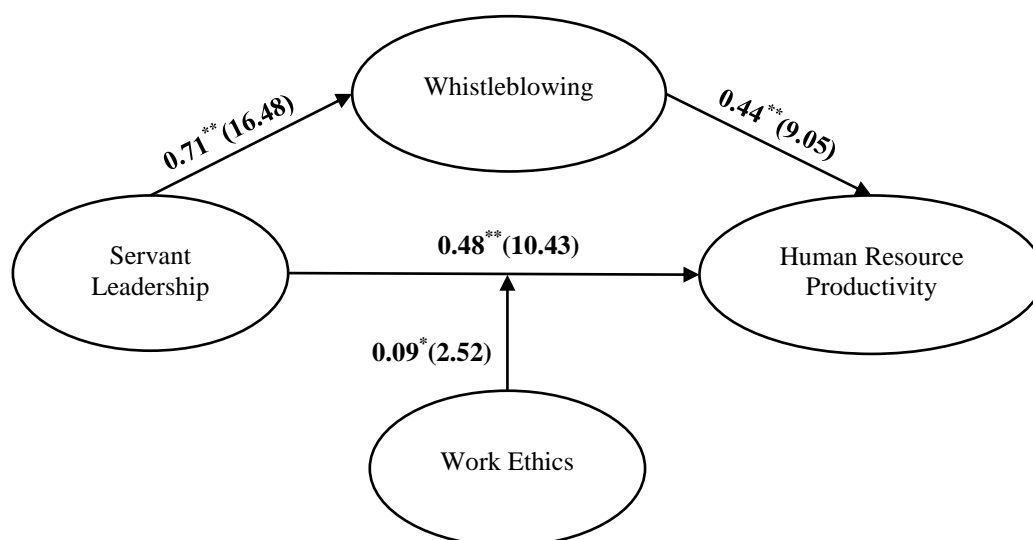 Whistleblowing
0.71**(16.48)
0.44**(9.05)
Servant
Leadership
0.48**(10.43)
Human Resource
Productivity
0.09*(2.52)
Work Ethics